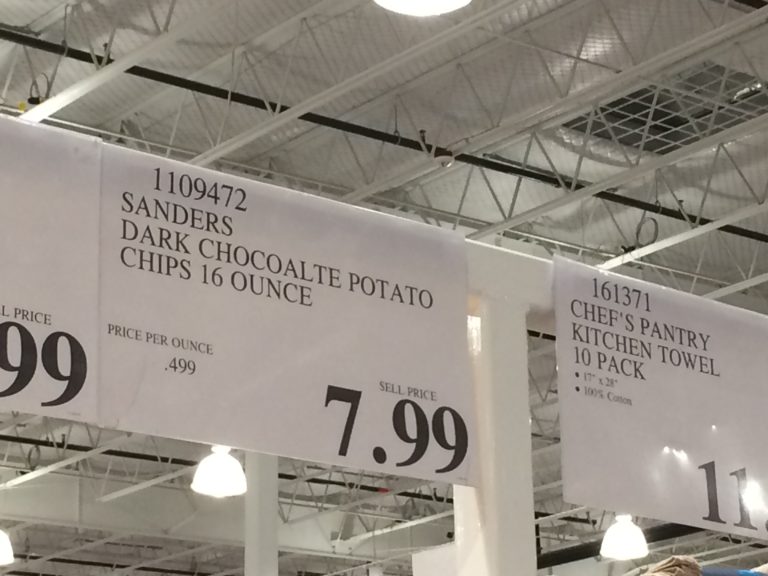 L PRICE
99
1109472
SANDERS
DARK CHOCOALTE POTATO
CHIPS 16 OUNCE
PRICE PER OUNCE
.499
SELL PRICE
7.99
161371
CHEF'S PANTRY
KITCHEN TOWEL
10 PACK
• 17" x 28"
• 100% Cotton
11.